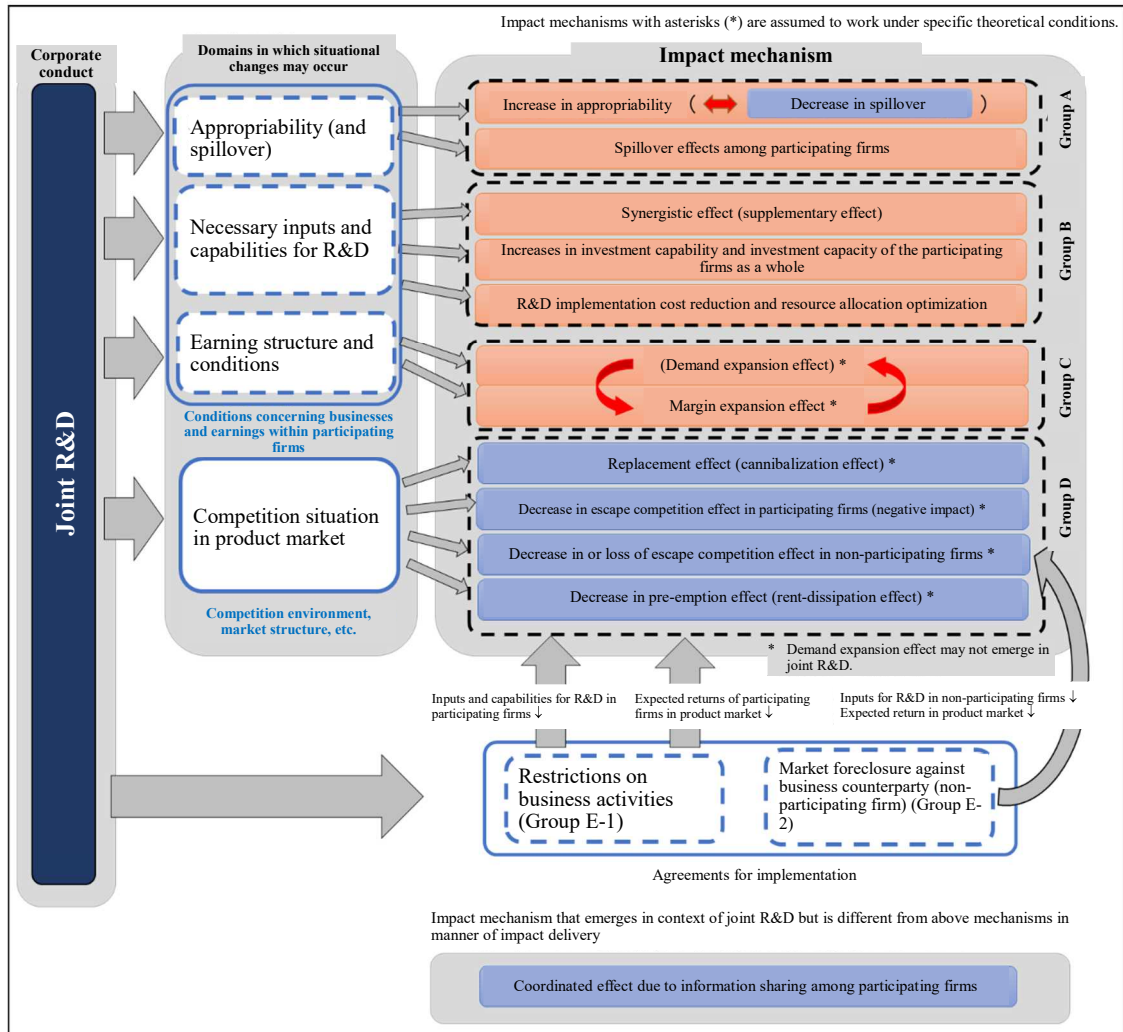 Impact mechanisms with asterisks (*) are assumed to work under specific theoretical conditions.
Corporate
conduct
Domains in which situational
changes may occur
Impact mechanism
Joint R&D
Appropriability (and
spillover)
Increase in appropriability ( Decrease in spillover )
Spillover effects among participating firms
Group A
Necessary inputs and
capabilities for R&D
Synergistic effect (supplementary effect)
Increases in investment capability and investment capacity of the participating
firms as a whole
R&D implementation cost reduction and resource allocation optimization
Group B
Earning structure and
conditions
(Demand expansion effect) *
Margin expansion effect *
Group C
Conditions concerning businesses
and earnings within participating
firms
Competition situation
in product market
Replacement effect (cannibalization effect) *
Decrease in escape competition effect in participating firms (negative impact) *
Decrease in or loss of escape competition effect in non-participating firms *
Decrease in pre-emption effect (rent-dissipation effect) *
Group D
Competition environment,
market structure, etc.
* Demand expansion effect may not emerge in
joint R&D.
Inputs and capabilities for R&D in
participating firms ↓
Expected returns of participating
firms in product market ↓
Inputs for R&D in non-participating firms ↓
Expected return in product market ↓
Restrictions on
business activities
(Group E-1)
Market foreclosure against
business counterparty (non-
participating firm) (Group E-
2)
Agreements for implementation
Impact mechanism that emerges in context of joint R&D but is different from above mechanisms in
manner of impact delivery
Coordinated effect due to information sharing among participating firms